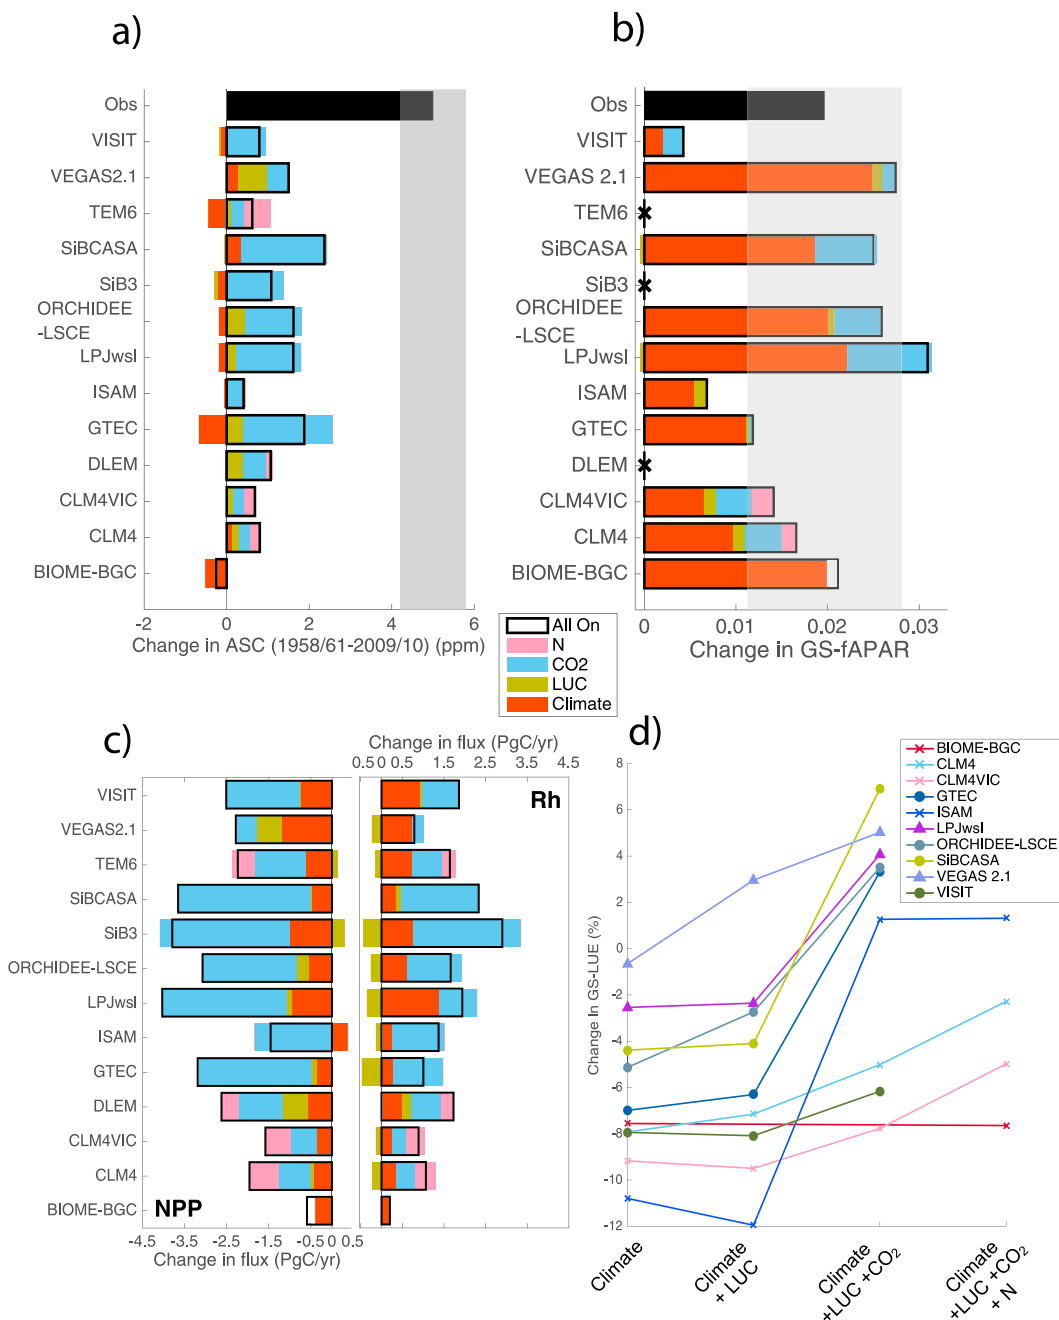 a)
Obs
VISIT
VEGAS2.1
TEM6
SiBCASA
SiB3
ORCHIDEE
-LSCE
LPJwsl
ISAM
GTEC
DLEM
CLM4VIC
CLM4
BIOME-BGC
-2 0 2 4 6
Change in ASC (1958/61-2009/10) (ppm)
b)
Obs
VISIT
VEGAS 2.1
TEM6
SiBCASA
SiB3
ORCHIDEE
-LSCE
LPJwsl
ISAM
GTEC
DLEM
CLM4VIC
CLM4
BIOME-BGC
0 0.01 0.02 0.03
Change in GS-fAPAR
All On
N
CO2
LUC
Climate
c)
Change in flux (PgC/yr)
0.5 0 0.5 1.5 2.5 3.5 4.5
Rh
VISIT
VEGAS2.1
TEM6
SiBCASA
SiB3
ORCHIDEE-LSCE
LPJwsl
ISAM
GTEC
DLEM
CLM4VIC
CLM4
BIOME-BGC
NPP
-4.5 -3.5 -2.5 -1.5 -0.5 0 0.5
Change in flux (PgC/yr)
d)
BIOME-BGC
CLM4
CLM4VIC
GTEC
ISAM
LPJwsl
ORCHIDEE-LSCE
SiBCASA
VEGAS 2.1
VISIT
8
6
4
2
0
-2
-4
-6
-8
-10
-12
Change In GS-LUE (%)
Climate
Climate
+ LUC
Climate
+LUC +CO2
Climate
+LUC +CO2
+ N